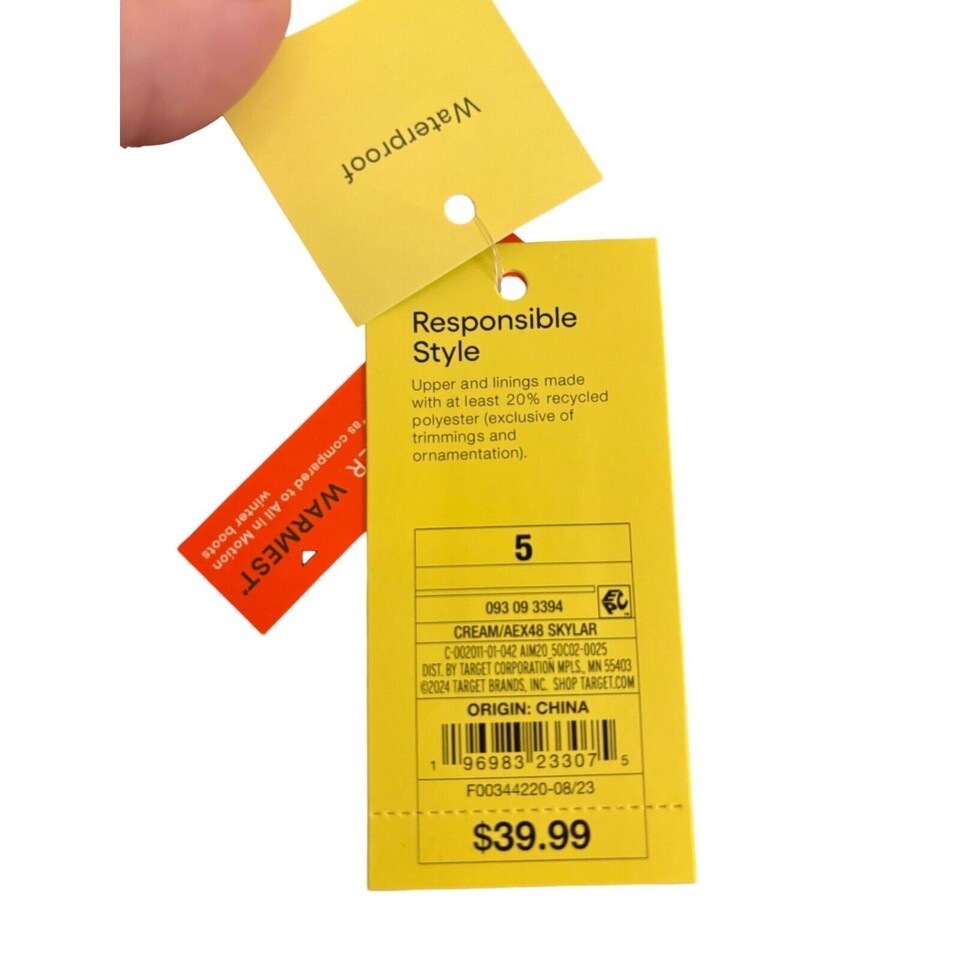 Waterproof
Responsible
Style
Upper and linings made
with at least 20% recycled
polyester (exclusive of
trimmings and
ornamentation).
WARMEST*
*as compared to All in Motion
winter boots
5
093 09 3394
CREAM/AEX48 SKYLAR
C-002011-01-042 AIM20_50C02-0025
DIST. BY TARGET CORPORATION MPLS., MN 55403
©2024 TARGET BRANDS, INC. SHOP TARGET.COM
ORIGIN: CHINA
1 96983 23307 5
F00344220-08/23
$39.99